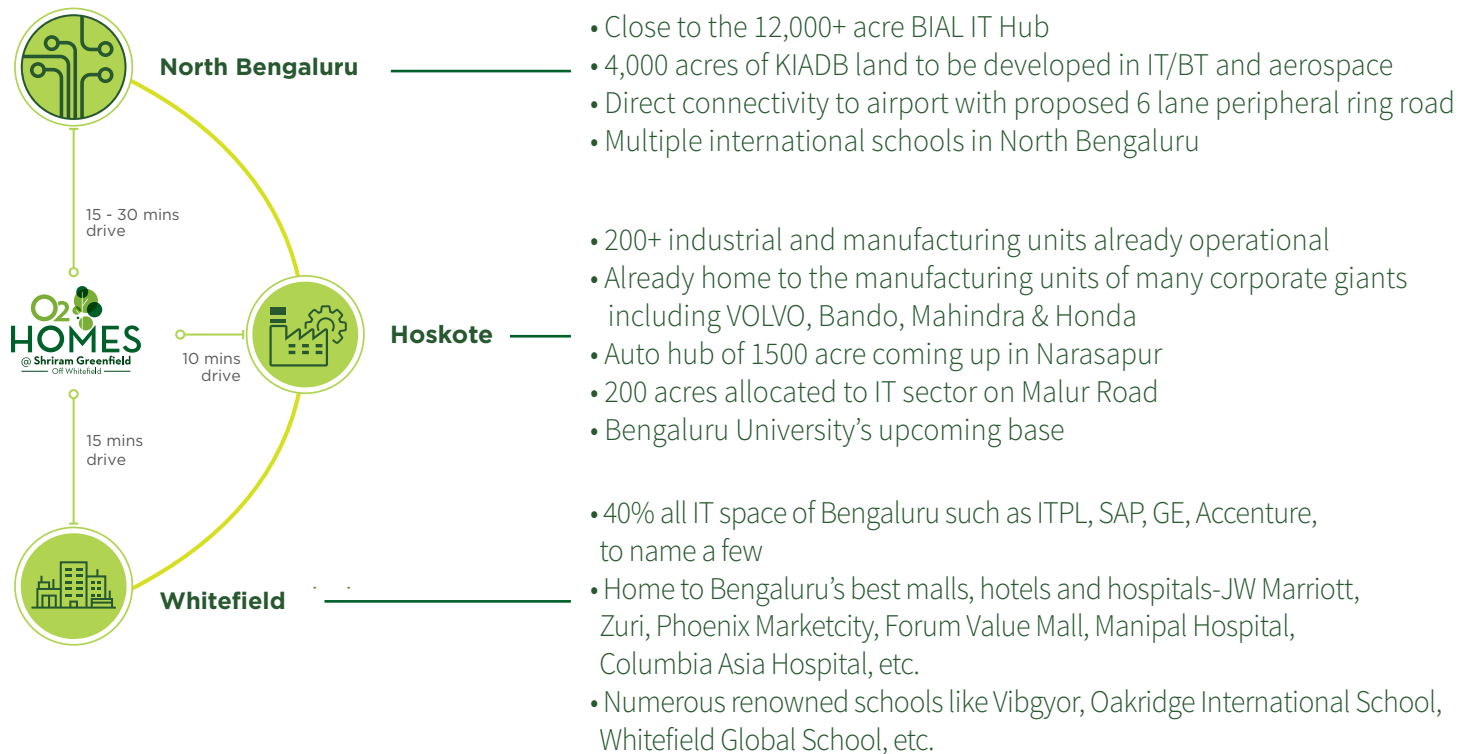 North Bengaluru
• Close to the 12,000+ acre BIAL IT Hub
• 4,000 acres of KIADB land to be developed in IT/BT and aerospace
• Direct connectivity to airport with proposed 6 lane peripheral ring road
• Multiple international schools in North Bengaluru
15 - 30 mins
drive
O2
HOMES
@ Shriram Greenfield
Off Whitefield
10 mins
drive
Hoskote
• 200+ industrial and manufacturing units already operational
• Already home to the manufacturing units of many corporate giants
including VOLVO, Bando, Mahindra & Honda
• Auto hub of 1500 acre coming up in Narasapur
• 200 acres allocated to IT sector on Malur Road
• Bengaluru University’s upcoming base
15 mins
drive
Whitefield
• 40% all IT space of Bengaluru such as ITPL, SAP, GE, Accenture,
to name a few
• Home to Bengaluru’s best malls, hotels and hospitals-JW Marriott,
Zuri, Phoenix Marketcity, Forum Value Mall, Manipal Hospital,
Columbia Asia Hospital, etc.
• Numerous renowned schools like Vibgyor, Oakridge International School,
Whitefield Global School, etc.